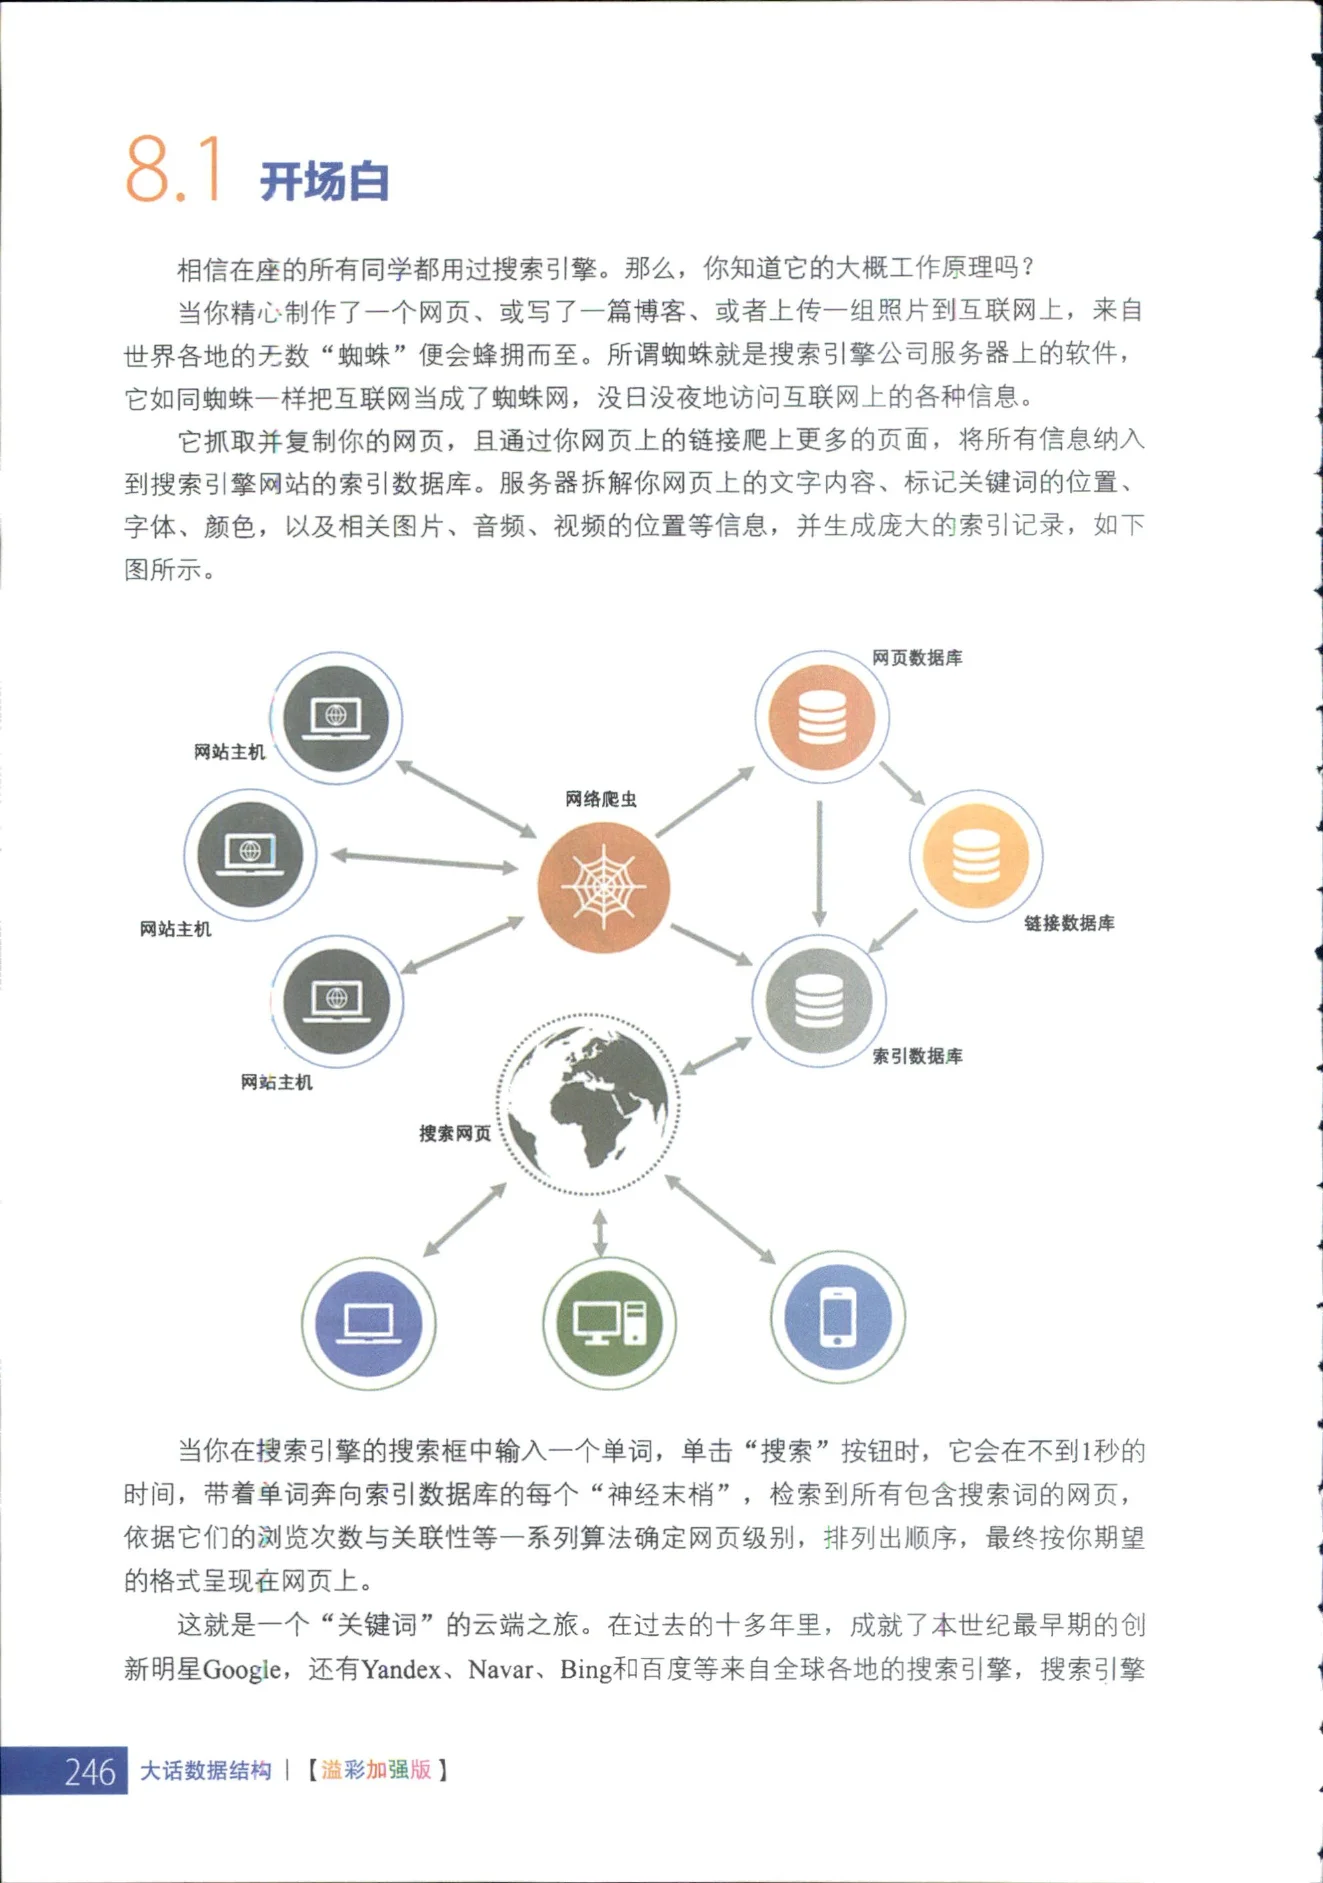 8.1 开场白
相信在座的所有同学都用过搜索引擎。那么，你知道它的大概工作原理吗？
当你精心制作了一个网页、或写了一篇博客、或者上传一组照片到互联网上，来自
世界各地的无数“蜘蛛”便会蜂拥而至。所谓蜘蛛就是搜索引擎公司服务器上的软件，
它如同蜘蛛一样把互联网当成了蜘蛛网，没日没夜地访问互联网上的各种信息。
它抓取并复制你的网页，且通过你网页上的链接爬上更多的页面，将所有信息纳入
到搜索引擎网站的索引数据库。服务器拆解你网页上的文字内容、标记关键词的位置、
字体、颜色，以及相关图片、音频、视频的位置等信息，并生成庞大的索引记录，如下
图所示。
网页数据库
网站主机
网络爬虫
链接数据库
网站主机
索引数据库
网站主机
搜索网页
当你在搜索引擎的搜索框中输入一个单词，单击“搜索”按钮时，它会在不到1秒的
时间，带着单词奔向索引数据库的每个“神经末梢”，检索到所有包含搜索词的网页，
依据它们的浏览次数与关联性等一系列算法确定网页级别，排列出顺序，最终按你期望
的格式呈现在网页上。
这就是一个“关键词”的云端之旅。在过去的十多年里，成就了本世纪最早期的创
新明星Google，还有Yandex、Navar、Bing和百度等来自全球各地的搜索引擎，搜索引擎
246 大话数据结构 | 【溢彩加强版】